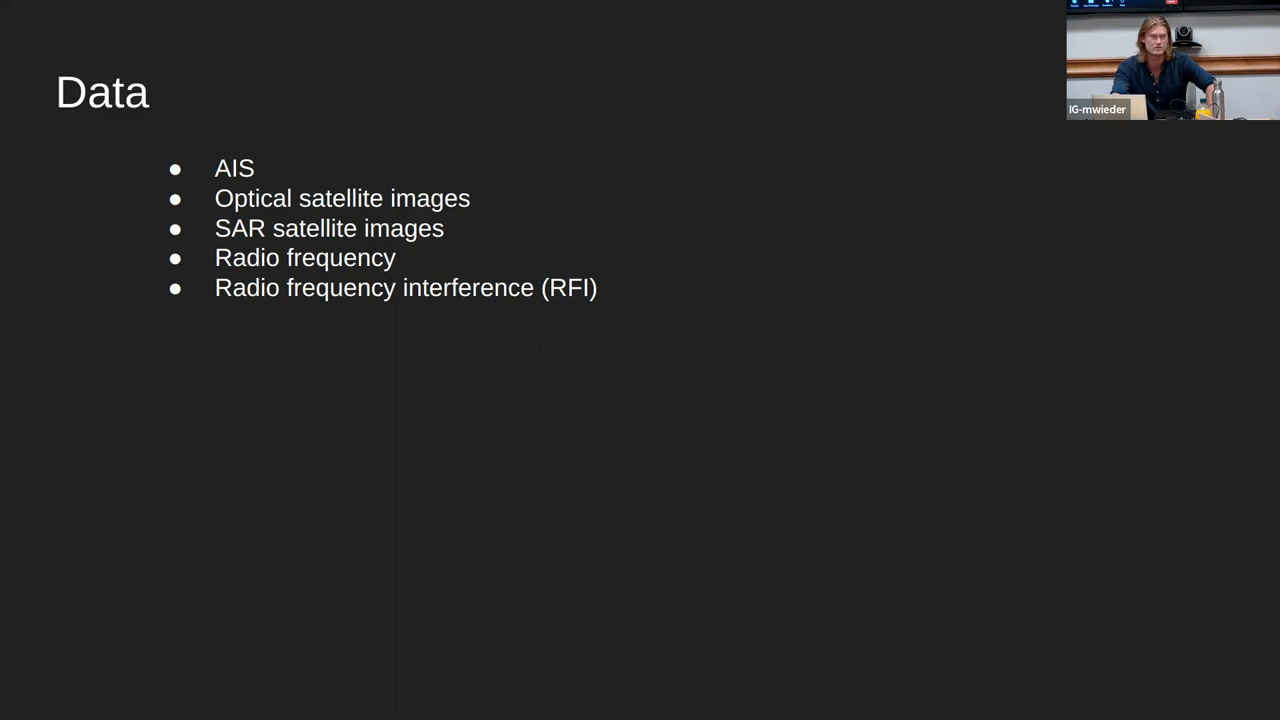 Data
● AIS
● Optical satellite images
● SAR satellite images
● Radio frequency
● Radio frequency interference (RFI)
IG-mwieder